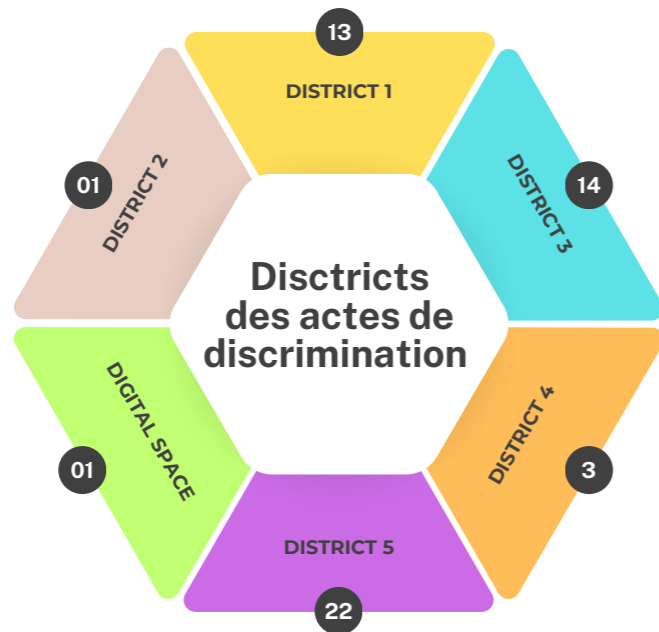 13
DISTRICT 1
01
DISTRICT 2
14
DISTRICT 3
Disctricts
des actes de
discrimination
DIGITAL SPACE
01
DISTRICT 4
3
DISTRICT 5
22